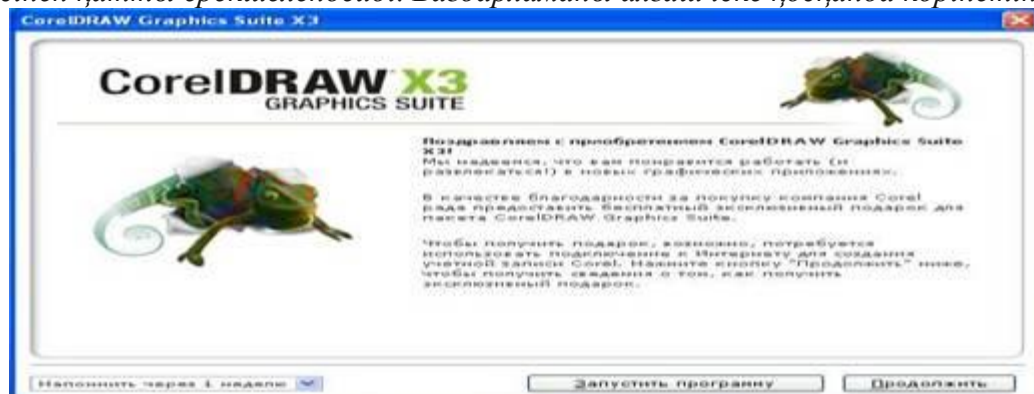 CorelDRAW Graphics Suite X3
CorelDRAW X3
GRAPHICS SUITE
Поздравляем с приобретением CorelDRAW Graphics Suite
X3!
Мы надеемся, что вам понравится работать (и
развлекаться!) в новых графических приложениях.
В качестве благодарности за покупку компания Corel
рада предоставить бесплатный эксклюзивный подарок для
пакета CorelDRAW Graphics Suite.
Чтобы получить подарок, возможно, потребуется
использовать подключение к Интернету для создания
учетной записи Corel. Нажмите кнопку "Продолжить" ниже,
чтобы получить сведения о том, как получить
эксклюзивный подарок.
Напомнить через 1 неделю
Запустить программу
Продолжить